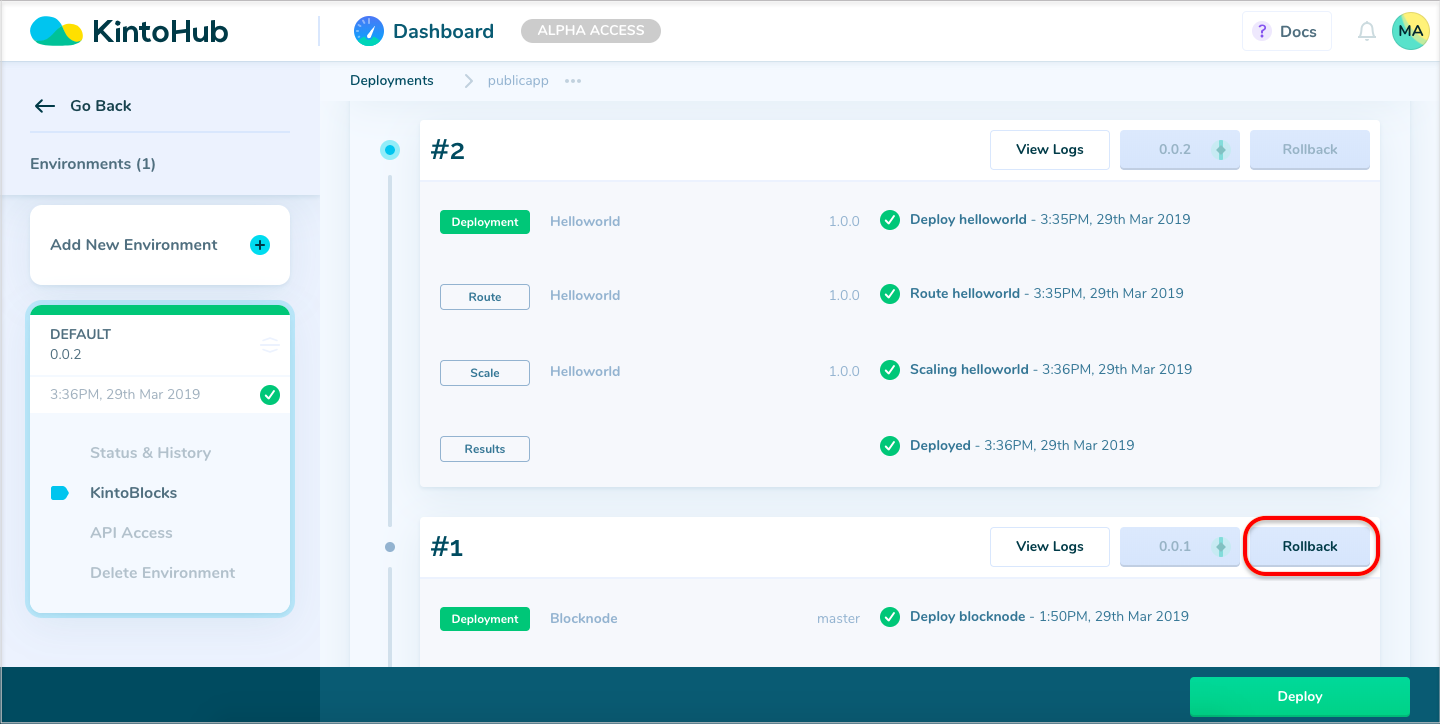 KintoHub
Dashboard
ALPHA ACCESS
? Docs
MA
Deployments
publicapp
Go Back
Environments (1)
Add New Environment
DEFAULT
0.0.2
3:36PM, 29th Mar 2019
Status & History
KintoBlocks
API Access
Delete Environment
#2
View Logs
0.0.2
Rollback
Deployment Helloworld 1.0.0 Deploy helloworld - 3:35PM, 29th Mar 2019
Route Helloworld 1.0.0 Route helloworld - 3:35PM, 29th Mar 2019
Scale Helloworld 1.0.0 Scaling helloworld - 3:36PM, 29th Mar 2019
Results Deployed - 3:36PM, 29th Mar 2019
#1
View Logs
0.0.1
Rollback
Deployment Blocknode master Deploy blocknode - 1:50PM, 29th Mar 2019
Deploy